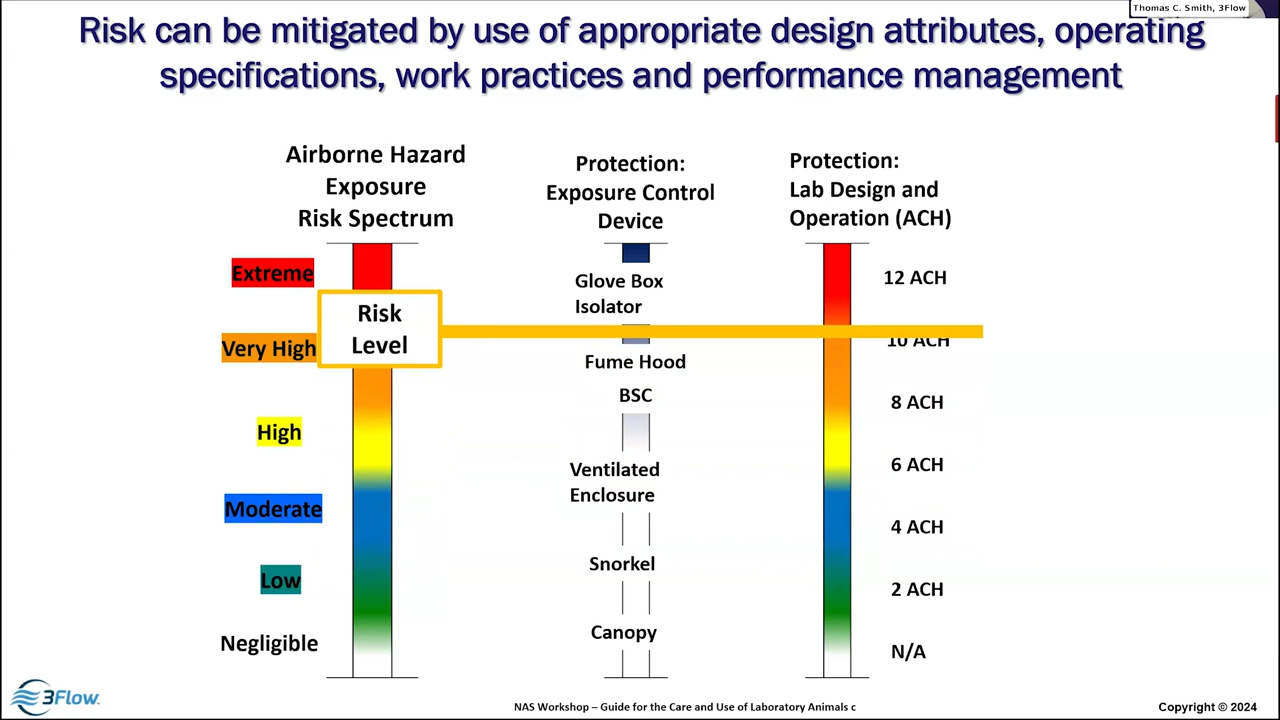 Thomas C. Smith, 3Flow
Risk can be mitigated by use of appropriate design attributes, operating
specifications, work practices and performance management
Airborne Hazard
Exposure
Risk Spectrum
Protection:
Exposure Control
Device
Protection:
Lab Design and
Operation (ACH)
Extreme
Very High
High
Moderate
Low
Negligible
Risk
Level
Glove Box
Isolator
Fume Hood
BSC
Ventilated
Enclosure
Snorkel
Canopy
12 ACH
10 ACH
8 ACH
6 ACH
4 ACH
2 ACH
N/A
3Flow.
NAS Workshop – Guide for the Care and Use of Laboratory Animals c
Copyright © 2024